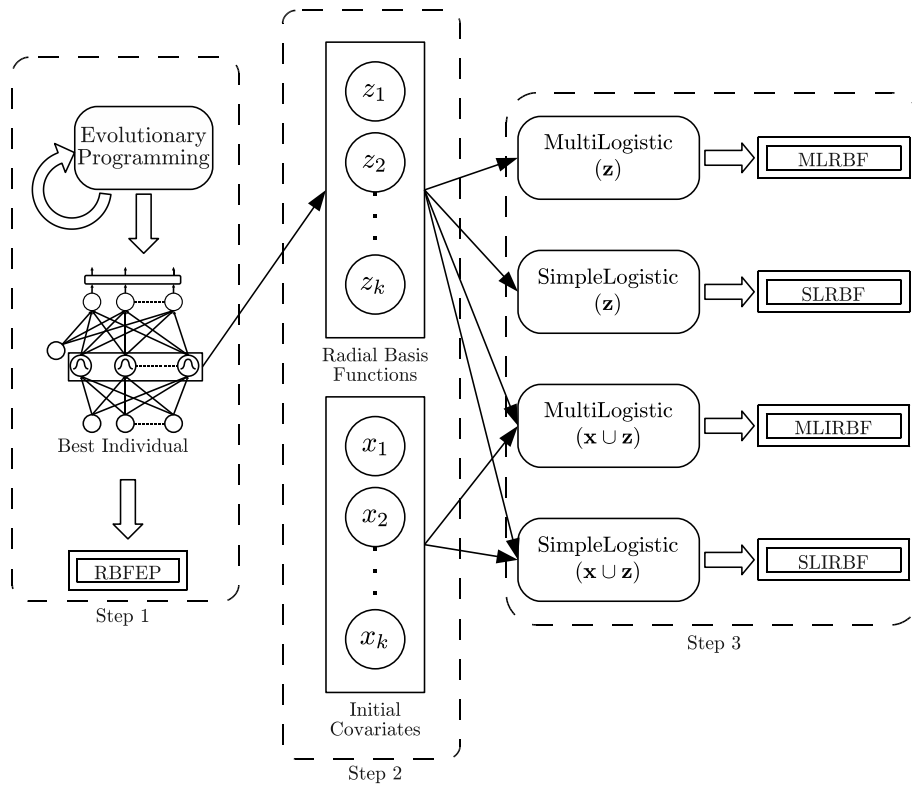 Evolutionary
Programming
Best Individual
RBFEP
Step 1
z₁
z₂
zₖ
Radial Basis
Functions
x₁
x₂
xₖ
Initial
Covariates
Step 2
MultiLogistic
(z)
MLRBF
SimpleLogistic
(z)
SLRBF
MultiLogistic
(x ∪ z)
MLIRBF
SimpleLogistic
(x ∪ z)
SLIRBF
Step 3